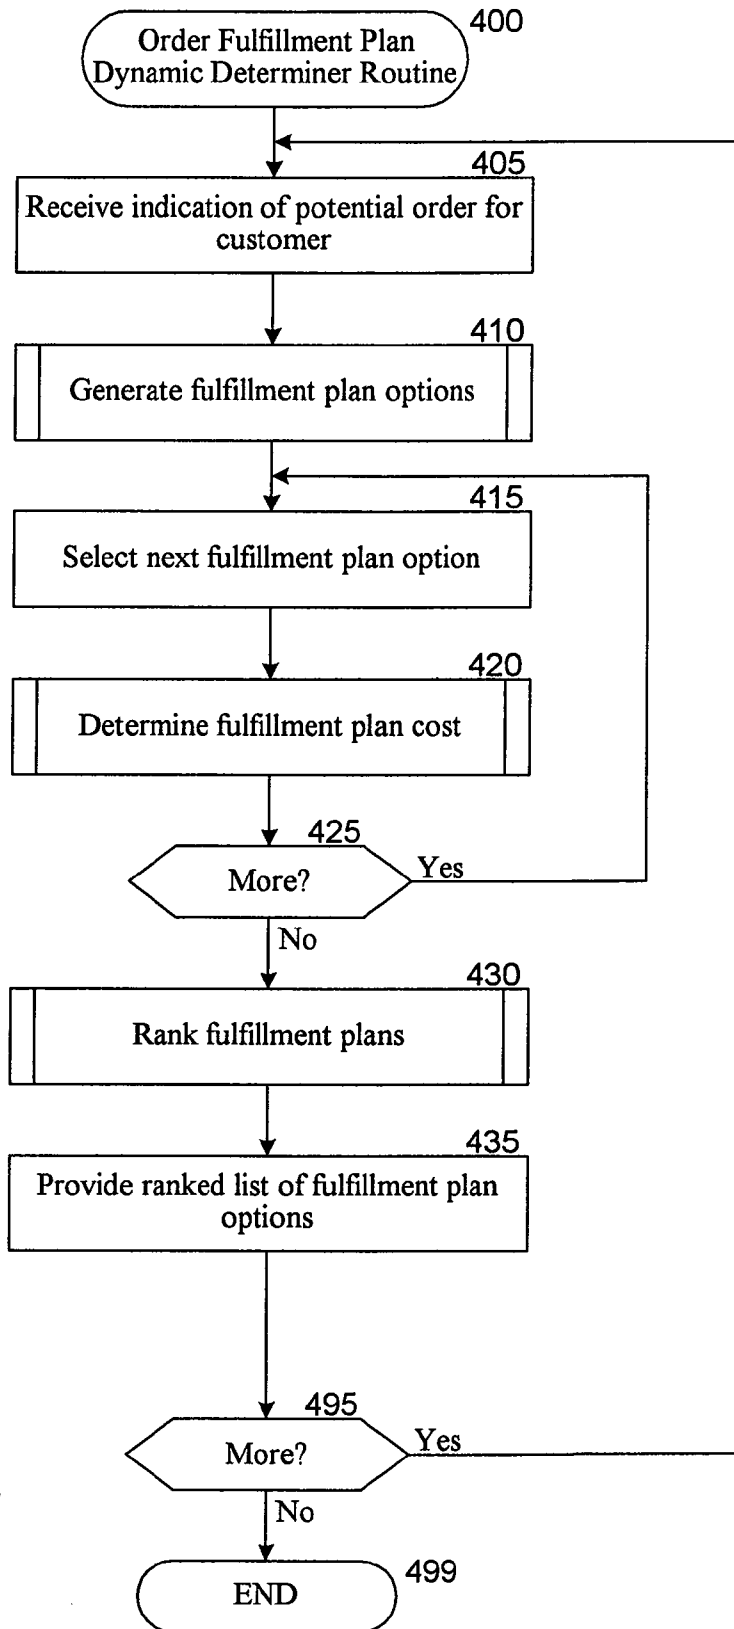 400
Order Fulfillment Plan
Dynamic Determiner Routine
405
Receive indication of potential order for
customer
410
Generate fulfillment plan options
415
Select next fulfillment plan option
420
Determine fulfillment plan cost
425
More?
Yes
No
430
Rank fulfillment plans
435
Provide ranked list of fulfillment plan
options
495
More?
Yes
No
499
END